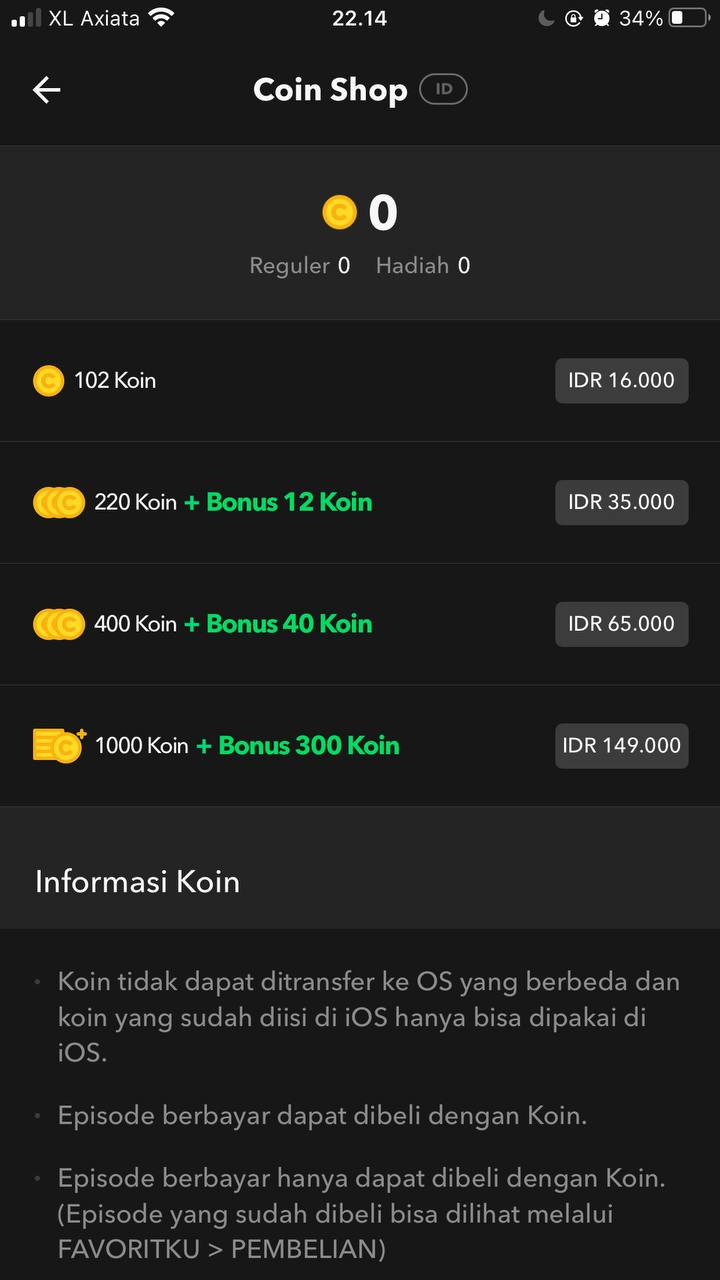 XL Axiata 22.14 34%
Coin Shop ID
C 0
Reguler 0 Hadiah 0
C 102 Koin IDR 16.000
C 220 Koin + Bonus 12 Koin IDR 35.000
C 400 Koin + Bonus 40 Koin IDR 65.000
C 1000 Koin + Bonus 300 Koin IDR 149.000
Informasi Koin
• Koin tidak dapat ditransfer ke OS yang berbeda dan
koin yang sudah diisi di iOS hanya bisa dipakai di
iOS.
• Episode berbayar dapat dibeli dengan Koin.
• Episode berbayar hanya dapat dibeli dengan Koin.
(Episode yang sudah dibeli bisa dilihat melalui
FAVORITKU > PEMBELIAN)